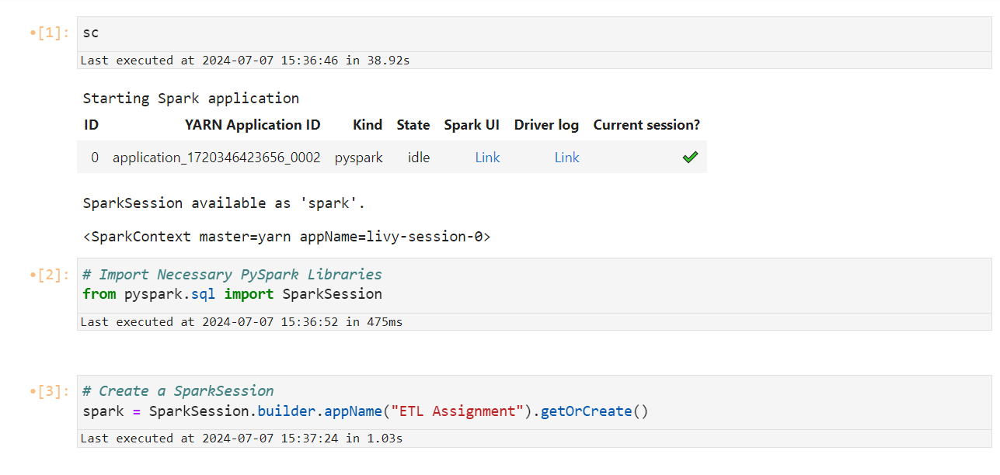 •[1]: sc
Last executed at 2024-07-07 15:36:46 in 38.92s
Starting Spark application
ID YARN Application ID Kind State Spark UI Driver log Current session?
0 application_1720346423656_0002 pyspark idle Link Link ✔
SparkSession available as 'spark'.
<SparkContext master=yarn appName=livy-session-0>
•[2]: # Import Necessary PySpark Libraries
from pyspark.sql import SparkSession
Last executed at 2024-07-07 15:36:52 in 475ms
•[3]: # Create a SparkSession
spark = SparkSession.builder.appName("ETL Assignment").getOrCreate()
Last executed at 2024-07-07 15:37:24 in 1.03s